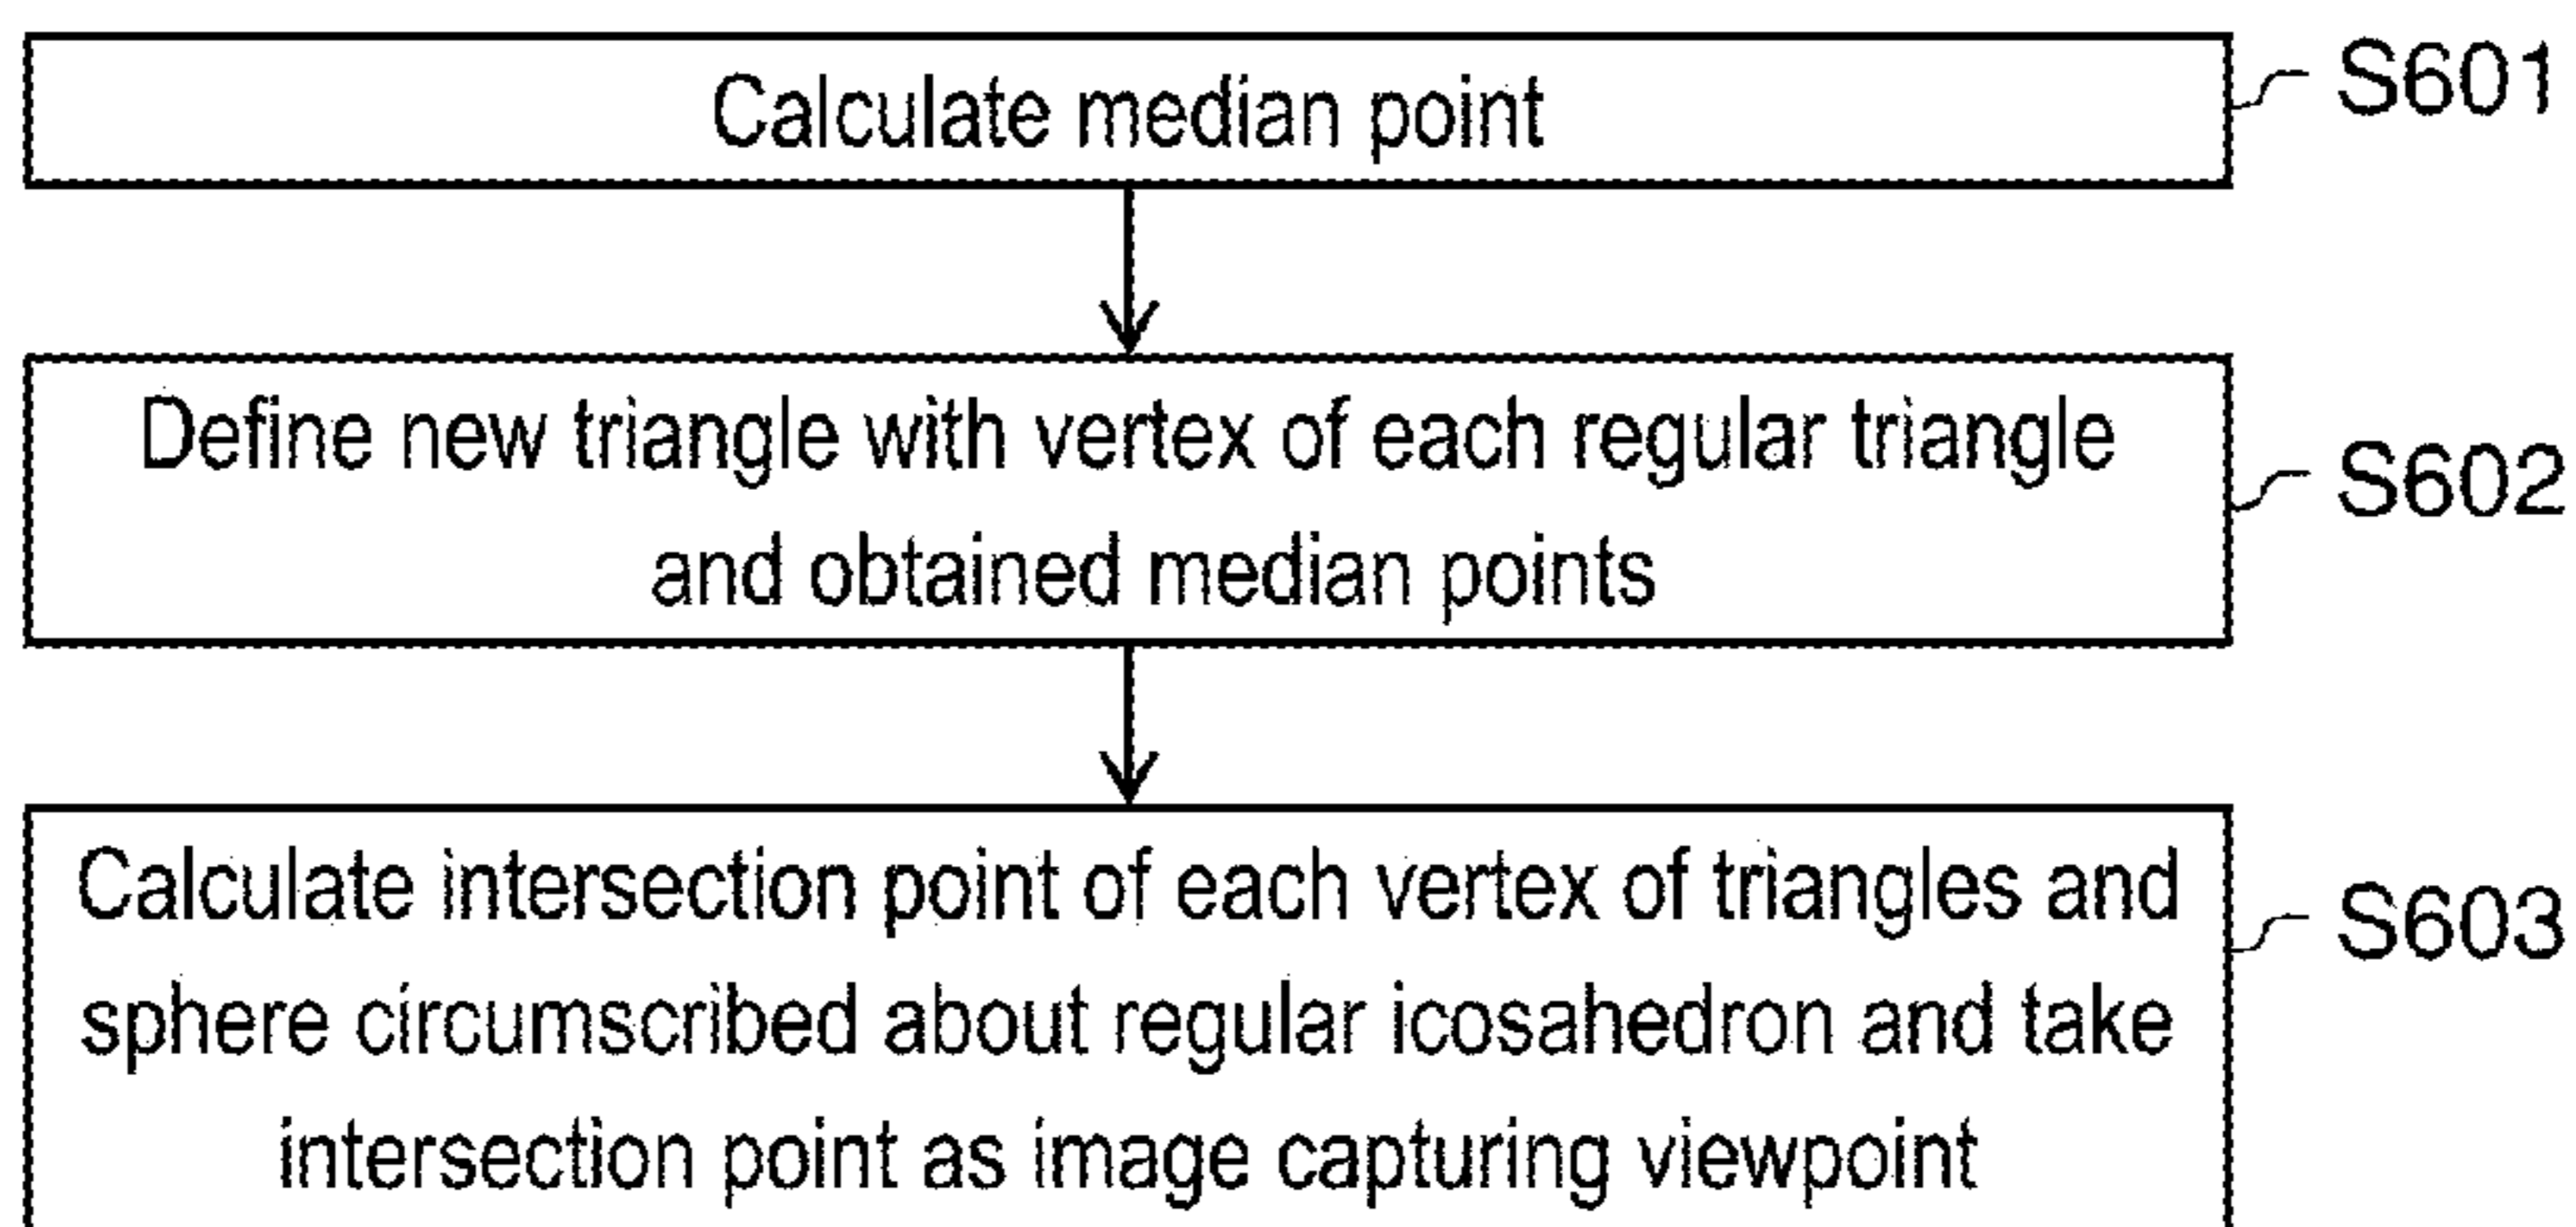 Calculate median point
S601
Define new triangle with vertex of each regular triangle
and obtained median points
S602
Calculate intersection point of each vertex of triangles and
sphere circumscribed about regular icosahedron and take
intersection point as image capturing viewpoint
S603